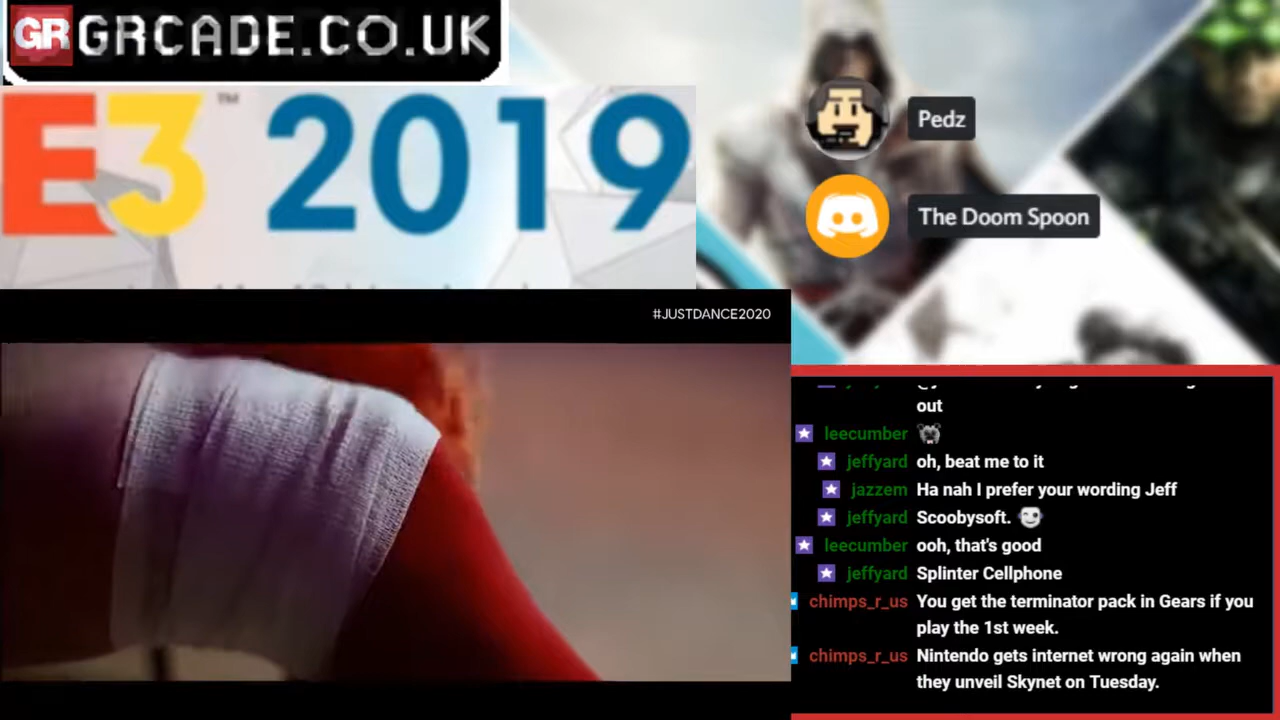 GR GRCADE.CO.UK
E3™ 2019
Pedz
The Doom Spoon
#JUSTDANCE2020
out
leecumber
jeffyard oh, beat me to it
jazzem Ha nah I prefer your wording Jeff
jeffyard Scoobysoft.
leecumber ooh, that's good
jeffyard Splinter Cellphone
chimps_r_us You get the terminator pack in Gears if you
play the 1st week.
chimps_r_us Nintendo gets internet wrong again when
they unveil Skynet on Tuesday.